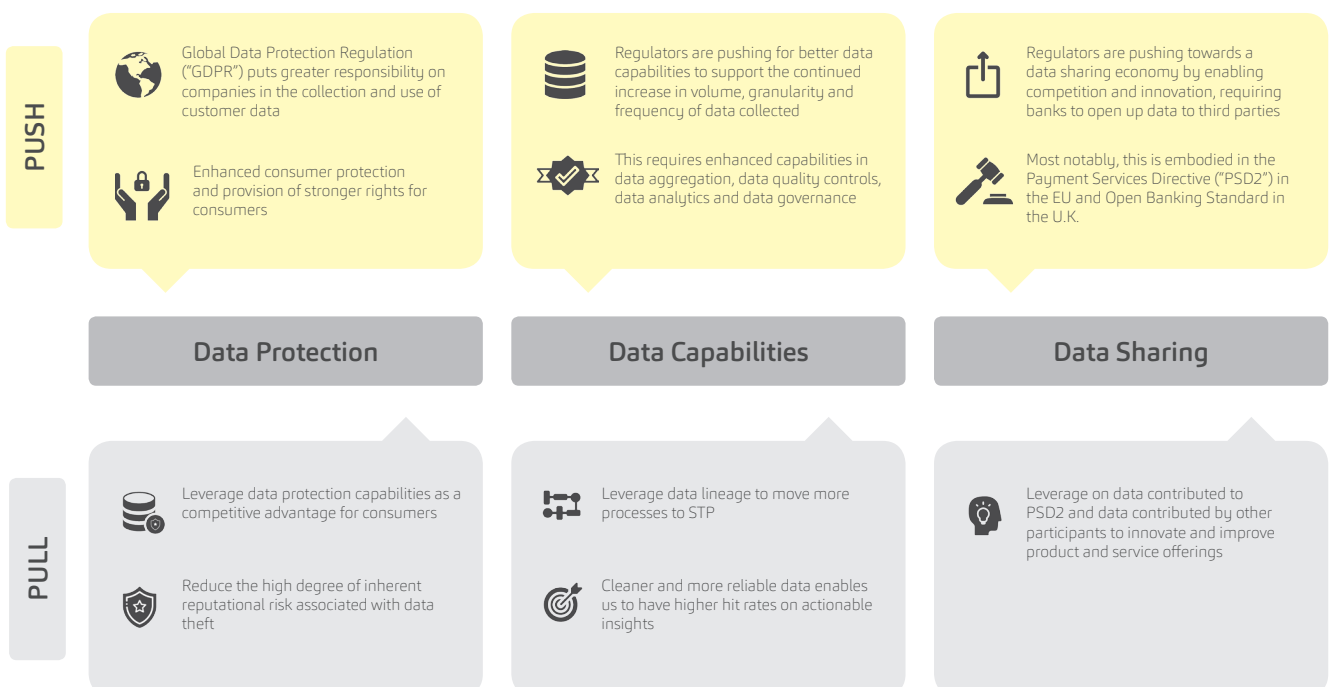 PUSH
Global Data Protection Regulation
("GDPR") puts greater responsibility on
companies in the collection and use of
customer data
Enhanced consumer protection
and provision of stronger rights for
consumers
Regulators are pushing for better data
capabilities to support the continued
increase in volume, granularity and
frequency of data collected
This requires enhanced capabilities in
data aggregation, data quality controls,
data analytics and data governance
Regulators are pushing towards a
data sharing economy by enabling
competition and innovation, requiring
banks to open up data to third parties
Most notably, this is embodied in the
Payment Services Directive ("PSD2") in
the EU and Open Banking Standard in
the U.K.
Data Protection
Data Capabilities
Data Sharing
PULL
Leverage data protection capabilities as a
competitive advantage for consumers
Reduce the high degree of inherent
reputational risk associated with data
theft
Leverage data lineage to move more
processes to STP
Cleaner and more reliable data enables
us to have higher hit rates on actionable
insights
Leverage on data contributed to
PSD2 and data contributed by other
participants to innovate and improve
product and service offerings